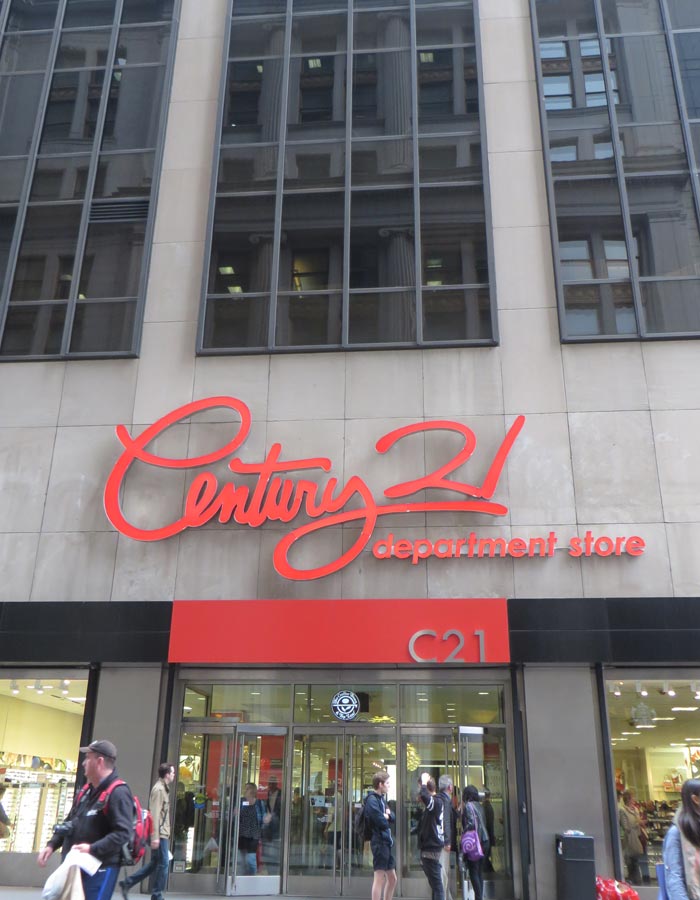 Century 21
department store
C21